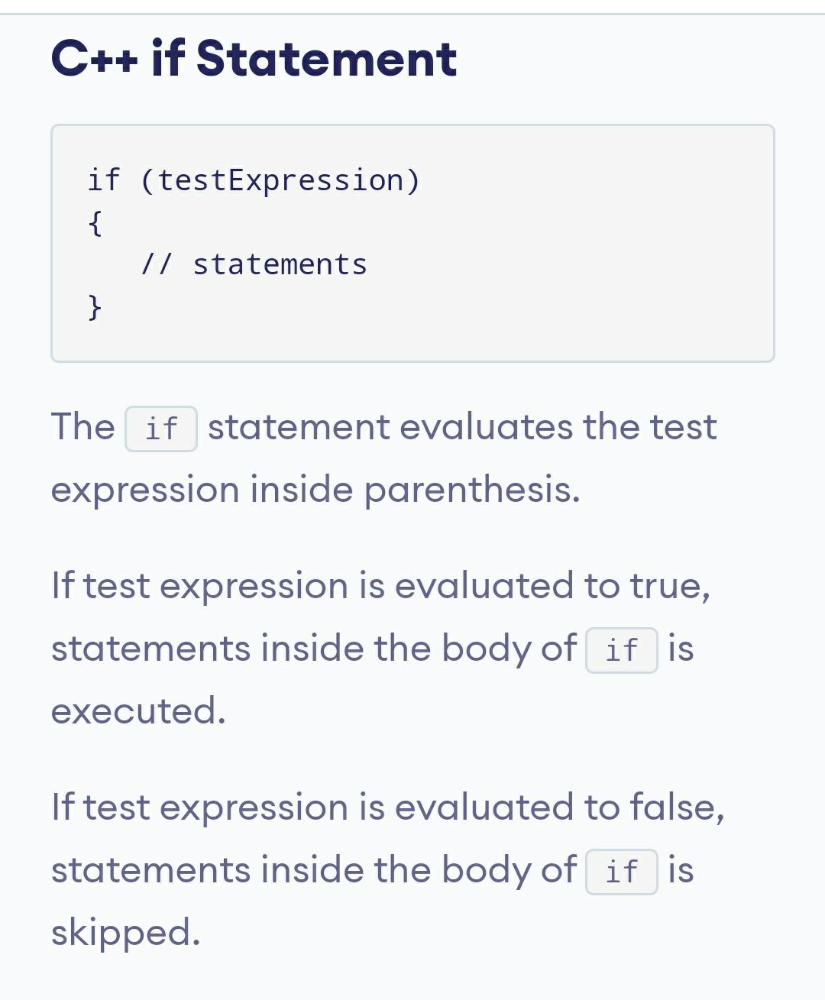 C++ if Statement
if (testExpression)
{
   // statements
}
The if statement evaluates the test
expression inside parenthesis.
If test expression is evaluated to true,
statements inside the body of if is
executed.
If test expression is evaluated to false,
statements inside the body of if is
skipped.